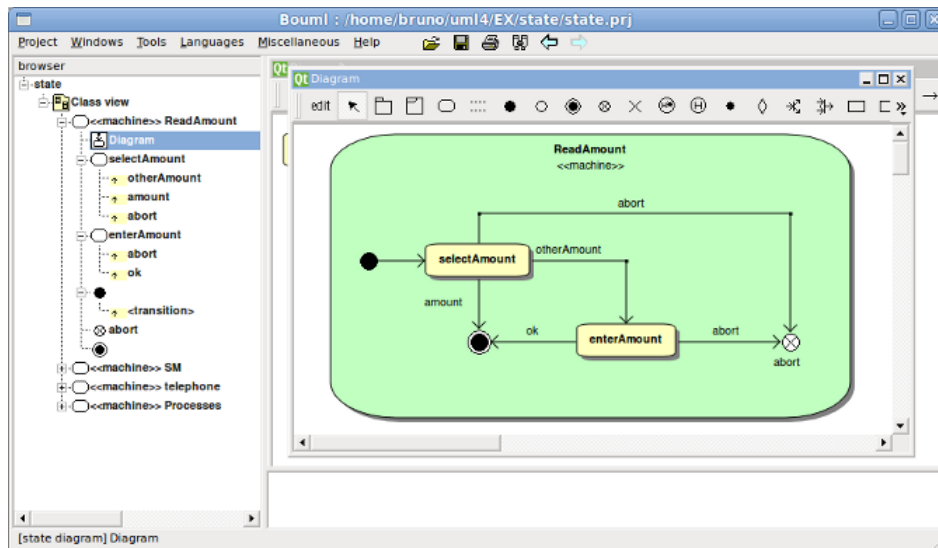 Bouml : /home/bruno/uml4/EX/state/state.prj
Project Windows Tools Languages Miscellaneous Help
browser
state
Class view
<<machine>> ReadAmount
Diagram
selectAmount
otherAmount
amount
abort
enterAmount
abort
ok
<transition>
abort
<<machine>> SM
<<machine>> telephone
<<machine>> Processes
Qt
Qt Diagram
edit
H
ReadAmount
<<machine>>
abort
selectAmount
otherAmount
amount
ok
enterAmount
abort
abort
[state diagram] Diagram